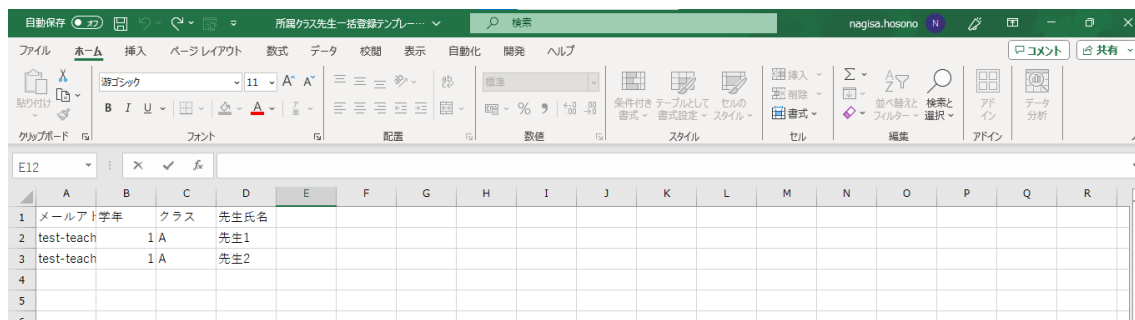 自動保存 オフ 所属クラス先生一括登録テンプレー… 検索 nagisa.hosono N
ファイル ホーム 挿入 ページ レイアウト 数式 データ 校閲 表示 自動化 開発 ヘルプ コメント 共有
貼り付け 游ゴシック 11 A A 標準 条件付き 書式 テーブルとして 書式設定 セルの スタイル 挿入 削除 書式 並べ替えと フィルター 検索と 選択 アド イン データ 分析
B I U A % 9
クリップボード フォント 配置 数値 スタイル セル 編集 アドイン
E12 fx
A B C D E F G H I J K L M N O P Q R
1 メールアド 学年 クラス 先生氏名
2 test-teach 1 A 先生1
3 test-teach 1 A 先生2
4
5